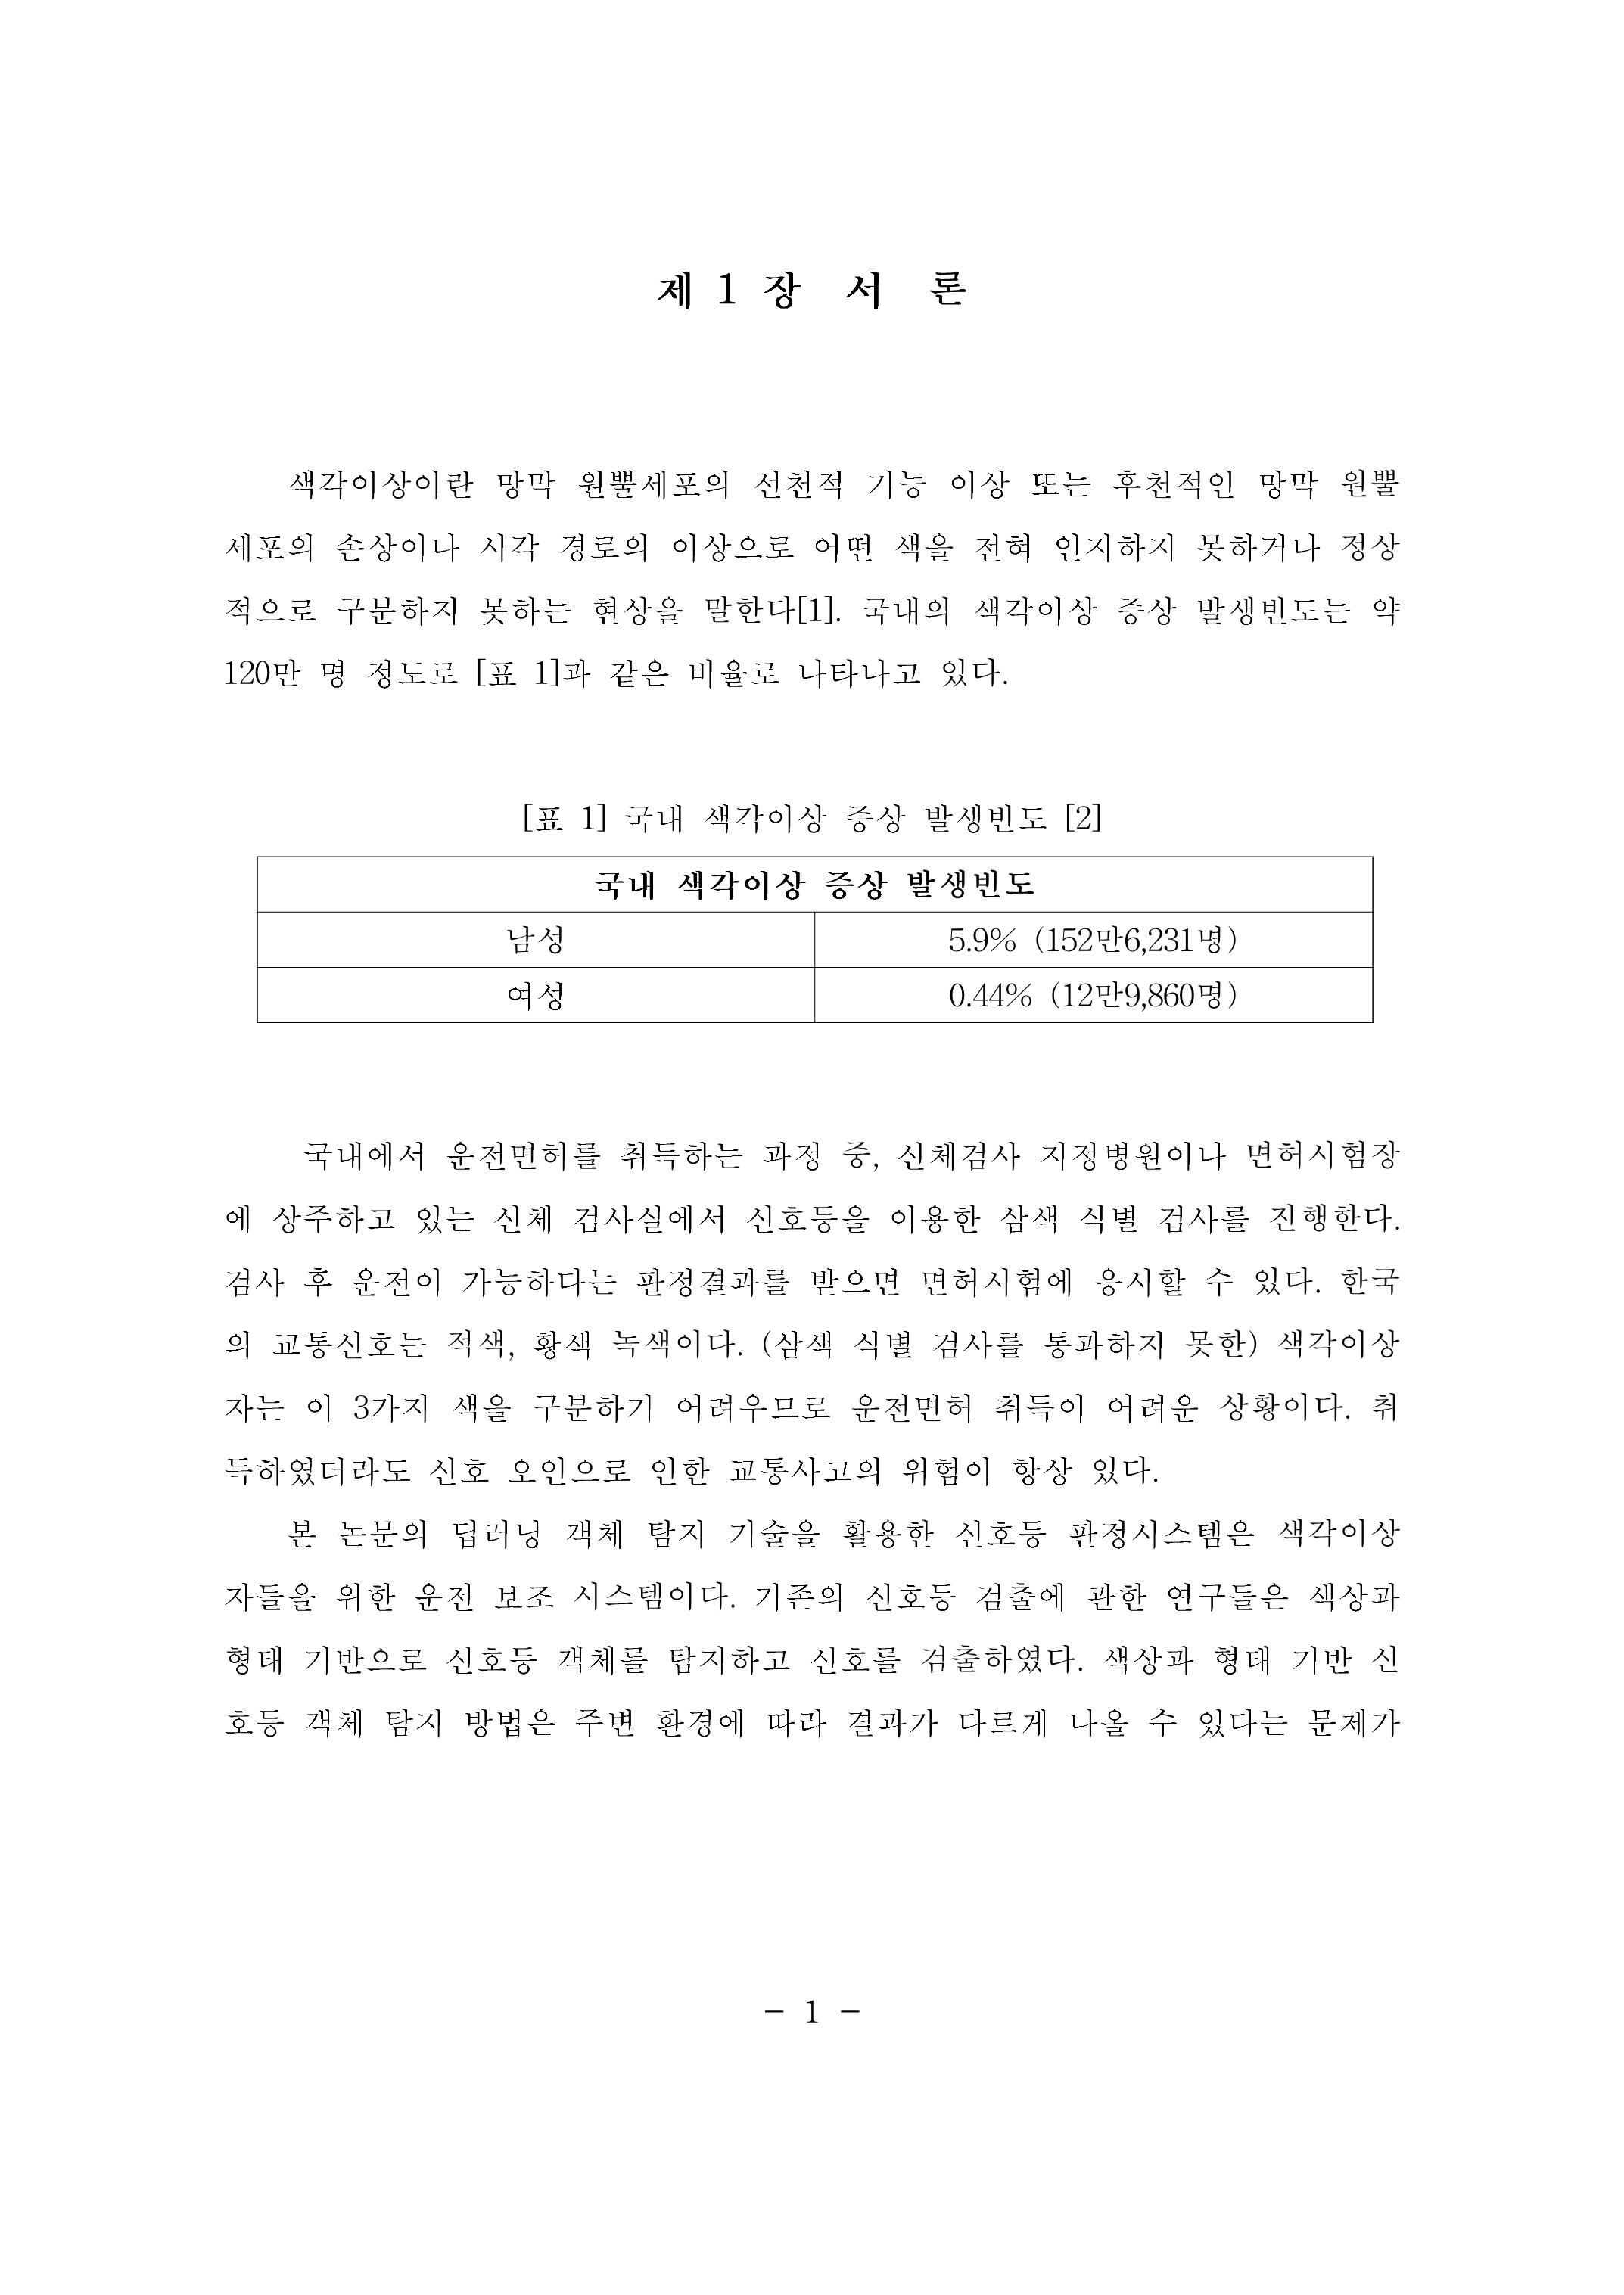 제 1 장 서 론
색각이상이란 망막 원뿔세포의 선천적 기능 이상 또는 후천적인 망막 원뿔
세포의 손상이나 시각 경로의 이상으로 어떤 색을 전혀 인지하지 못하거나 정상
적으로 구분하지 못하는 현상을 말한다[1]. 국내의 색각이상 증상 발생빈도는 약
120만 명 정도로 [표 1]과 같은 비율로 나타나고 있다.
[표 1] 국내 색각이상 증상 발생빈도 [2]
국내 색각이상 증상 발생빈도
남성 5.9% (152만6,231명)
여성 0.44% (12만9,860명)
국내에서 운전면허를 취득하는 과정 중, 신체검사 지정병원이나 면허시험장
에 상주하고 있는 신체 검사실에서 신호등을 이용한 삼색 식별 검사를 진행한다.
검사 후 운전이 가능하다는 판정결과를 받으면 면허시험에 응시할 수 있다. 한국
의 교통신호는 적색, 황색 녹색이다. (삼색 식별 검사를 통과하지 못한) 색각이상
자는 이 3가지 색을 구분하기 어려우므로 운전면허 취득이 어려운 상황이다. 취
득하였더라도 신호 오인으로 인한 교통사고의 위험이 항상 있다.
본 논문의 딥러닝 객체 탐지 기술을 활용한 신호등 판정시스템은 색각이상
자들을 위한 운전 보조 시스템이다. 기존의 신호등 검출에 관한 연구들은 색상과
형태 기반으로 신호등 객체를 탐지하고 신호를 검출하였다. 색상과 형태 기반 신
호등 객체 탐지 방법은 주변 환경에 따라 결과가 다르게 나올 수 있다는 문제가
- 1 -